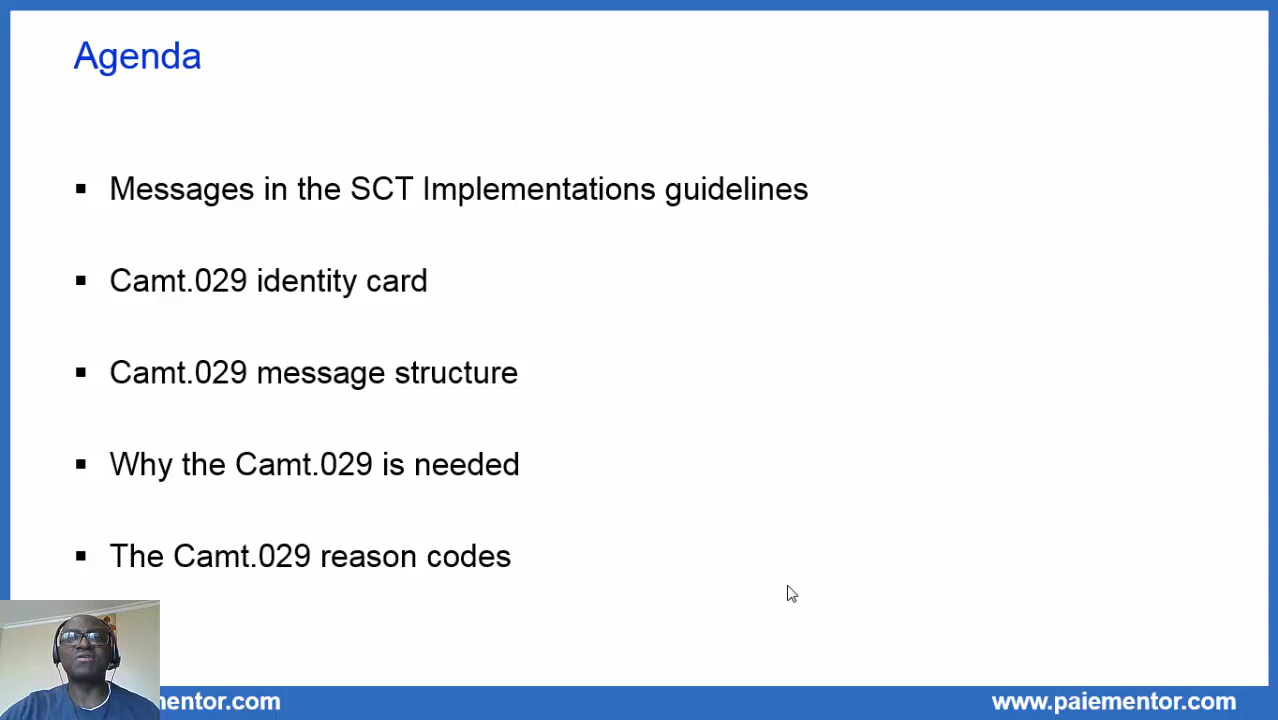 Agenda
▪ Messages in the SCT Implementations guidelines
▪ Camt.029 identity card
▪ Camt.029 message structure
▪ Why the Camt.029 is needed
▪ The Camt.029 reason codes
mentor.com
www.paiementor.com